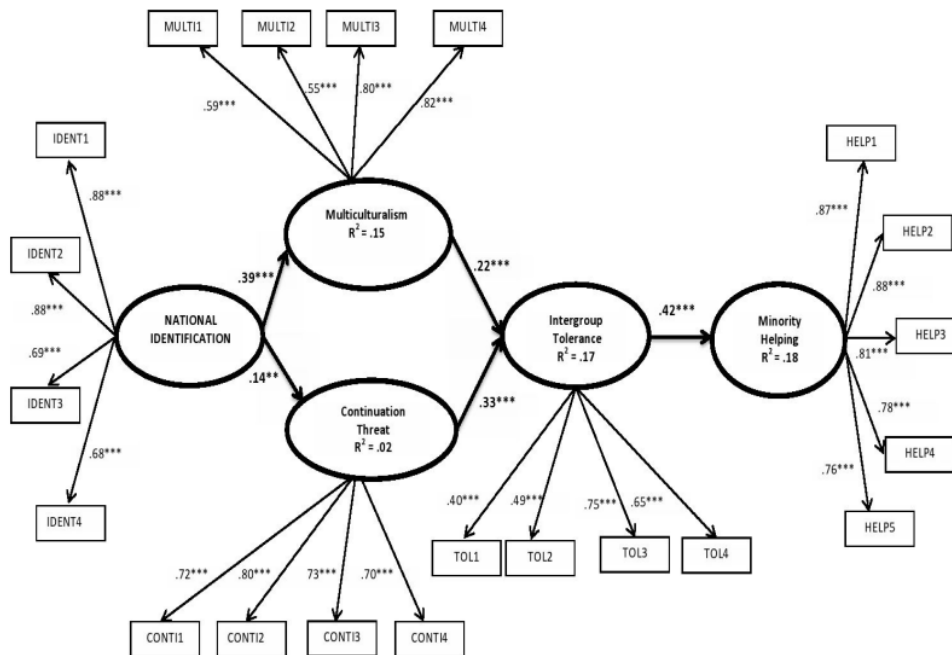 MULTI1
MULTI2
MULTI3
MULTI4
.59***
.55***
.80***
.82***
IDENT1
.88***
IDENT2
.88***
.69***
IDENT3
.68***
IDENT4
NATIONAL
IDENTIFICATION
.39***
.14**
Multiculturalism
R² = .15
Continuation
Threat
R² = .02
.22***
.33***
Intergroup
Tolerance
R² = .17
.42***
Minority
Helping
R² = .18
HELP1
.87***
HELP2
.88***
HELP3
.81***
.78***
HELP4
.76***
HELP5
.40***
.49***
.75***
.65***
TOL1
TOL2
TOL3
TOL4
.72***
.80***
73***
.70***
CONTI1
CONTI2
CONTI3
CONTI4